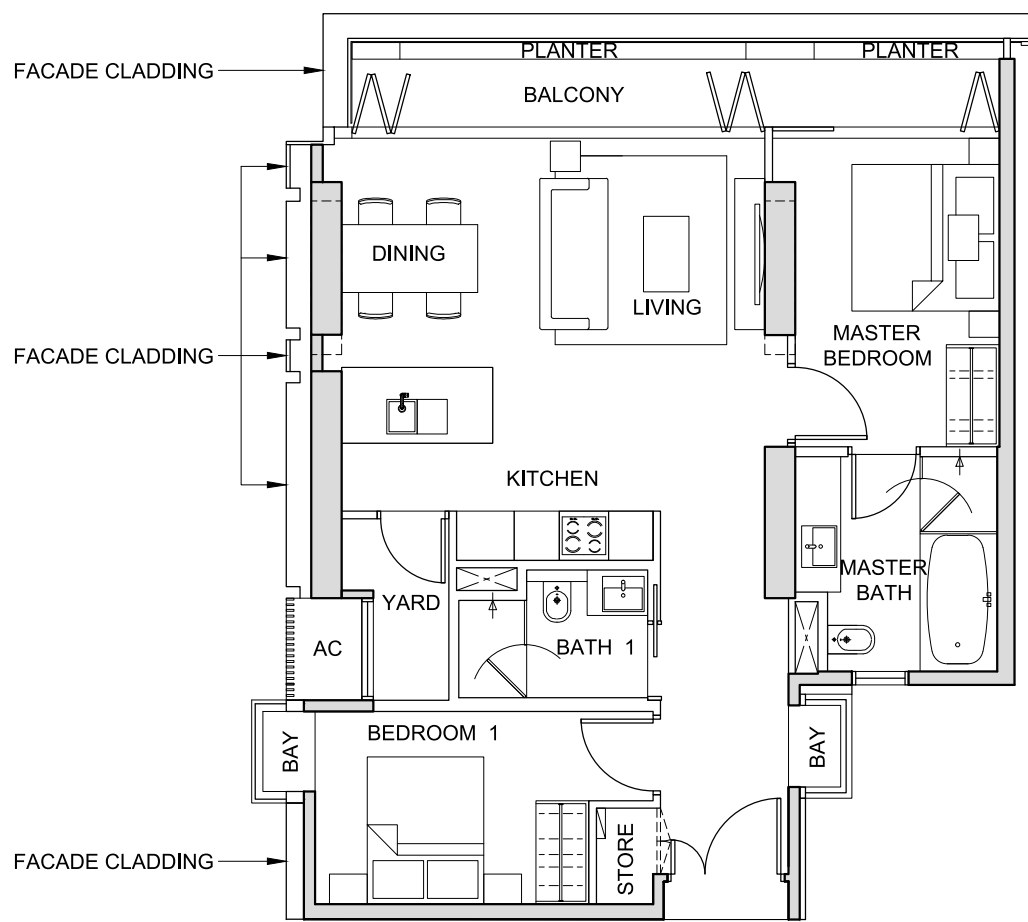 PLANTER
PLANTER
FACADE CLADDING
BALCONY
DINING
LIVING
MASTER
BEDROOM
FACADE CLADDING
KITCHEN
MASTER
BATH
YARD
AC
BATH 1
BEDROOM 1
BAY
BAY
STORE
FACADE CLADDING